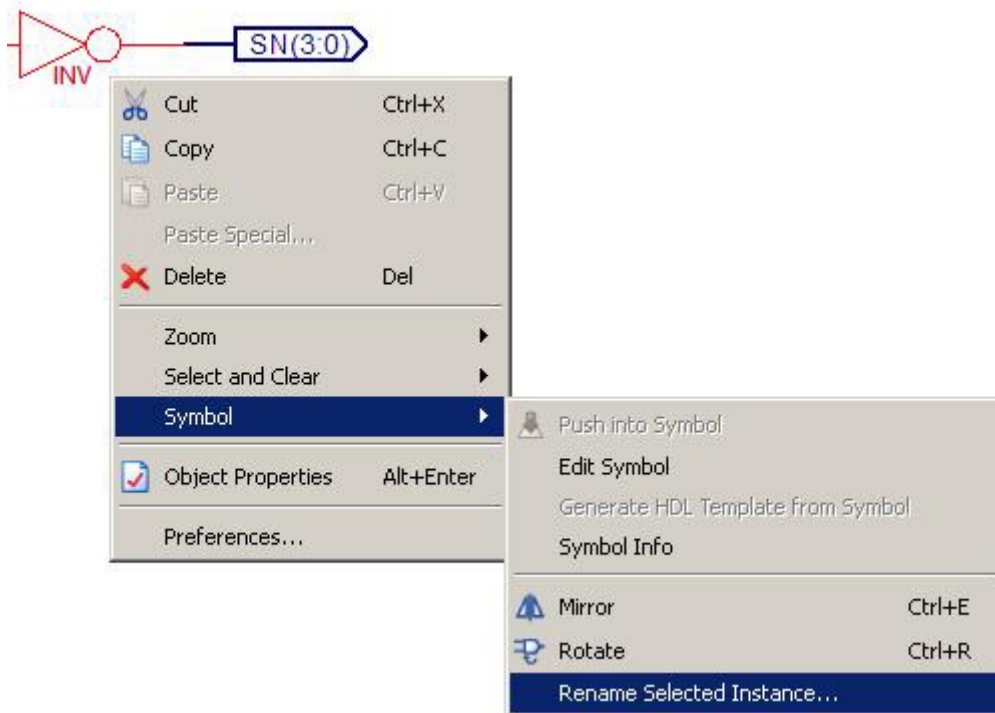 SN(3:0)
INV
Cut Ctrl+X
Copy Ctrl+C
Paste Ctrl+V
Paste Special...
Delete Del
Zoom
Select and Clear
Symbol
Push into Symbol
Edit Symbol
Object Properties Alt+Enter
Generate HDL Template from Symbol
Preferences...
Symbol Info
Mirror Ctrl+E
Rotate Ctrl+R
Rename Selected Instance...